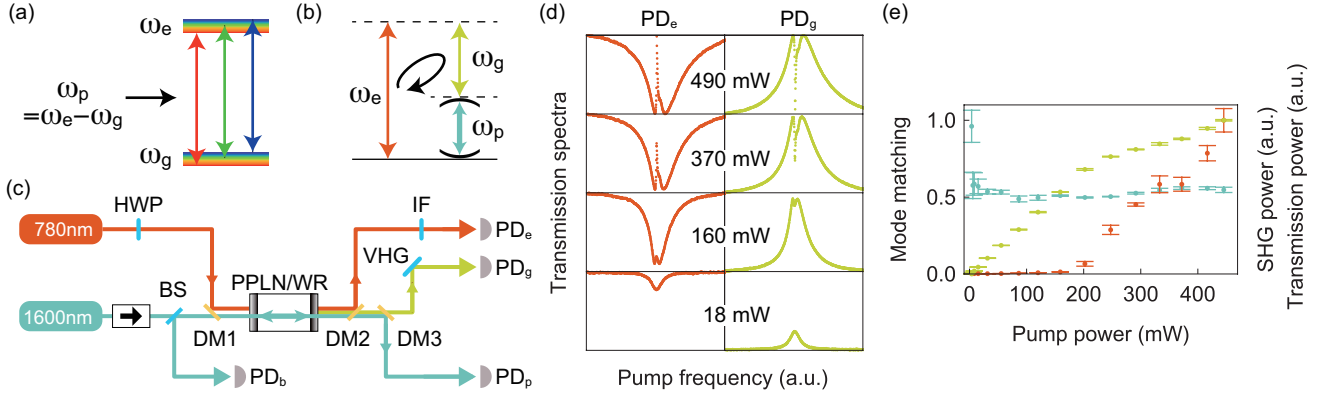 (a)
ωe
ωp
=ωe−ωg
ωg
(b)
ωe
ωg
ωp
(c)
HWP
IF
780nm
PDe
VHG
PDg
BS
PPLN/WR
1600nm
DM1
DM2
DM3
PDb
PDp
(d)
PDe
PDg
Transmission spectra
490 mW
370 mW
160 mW
18 mW
Pump frequency (a.u.)
(e)
Mode matching
1.0
0.5
0.0
0
100
200
300
400
Pump power (mW)
SHG power (a.u.)
Transmission power (a.u.)